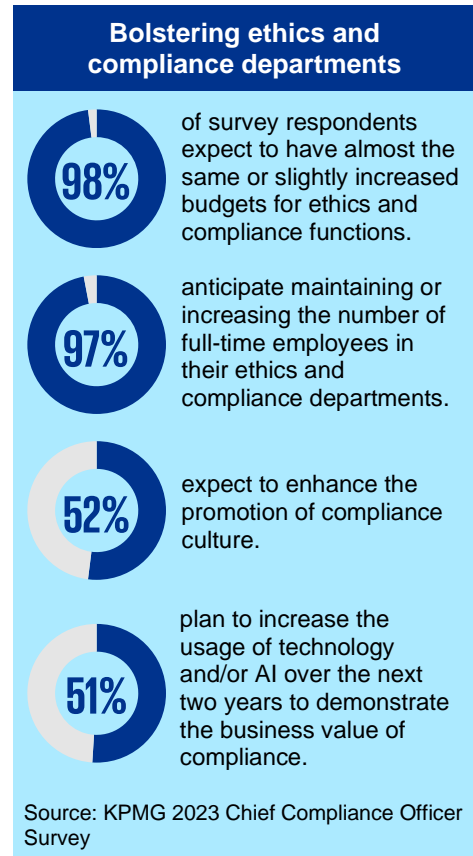 Bolstering ethics and
compliance departments
98%
of survey respondents
expect to have almost the
same or slightly increased
budgets for ethics and
compliance functions.
97%
anticipate maintaining or
increasing the number of
full-time employees in
their ethics and
compliance departments.
52%
expect to enhance the
promotion of compliance
culture.
51%
plan to increase the
usage of technology
and/or AI over the next
two years to demonstrate
the business value of
compliance.
Source: KPMG 2023 Chief Compliance Officer
Survey